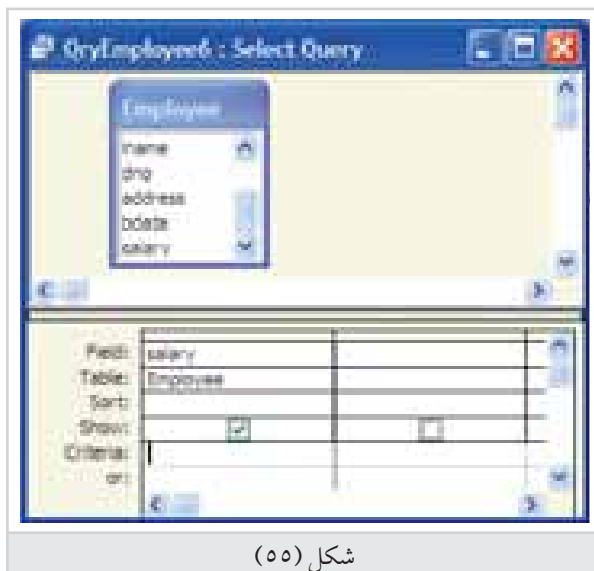 QryEmployee6 : Select Query
Employee
name
dno
address
bdate
salary
Field: salary
Table: Employee
Sort:
Show:
Criteria:
or:
شكل (٥٥)